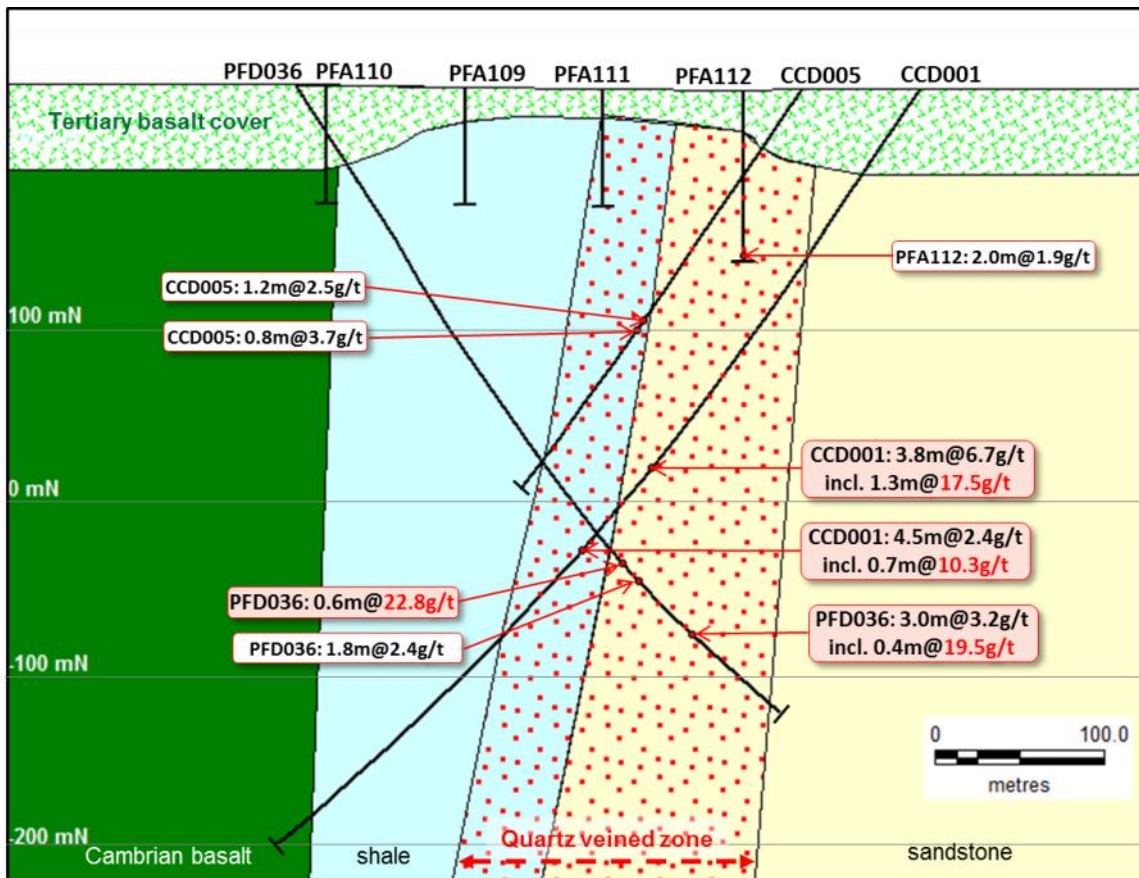 PFD036 PFA110 PFA109 PFA111 PFA112 CCD005 CCD001
Tertiary basalt cover
PFA112: 2.0m@1.9g/t
CCD005: 1.2m@2.5g/t
100 mN
CCD005: 0.8m@3.7g/t
CCD001: 3.8m@6.7g/t
incl. 1.3m@17.5g/t
0 mN
CCD001: 4.5m@2.4g/t
incl. 0.7m@10.3g/t
PFD036: 0.6m@22.8g/t
PFD036: 1.8m@2.4g/t
PFD036: 3.0m@3.2g/t
incl. 0.4m@19.5g/t
-100 mN
0 100.0
metres
-200 mN
Cambrian basalt shale Quartz veined zone sandstone